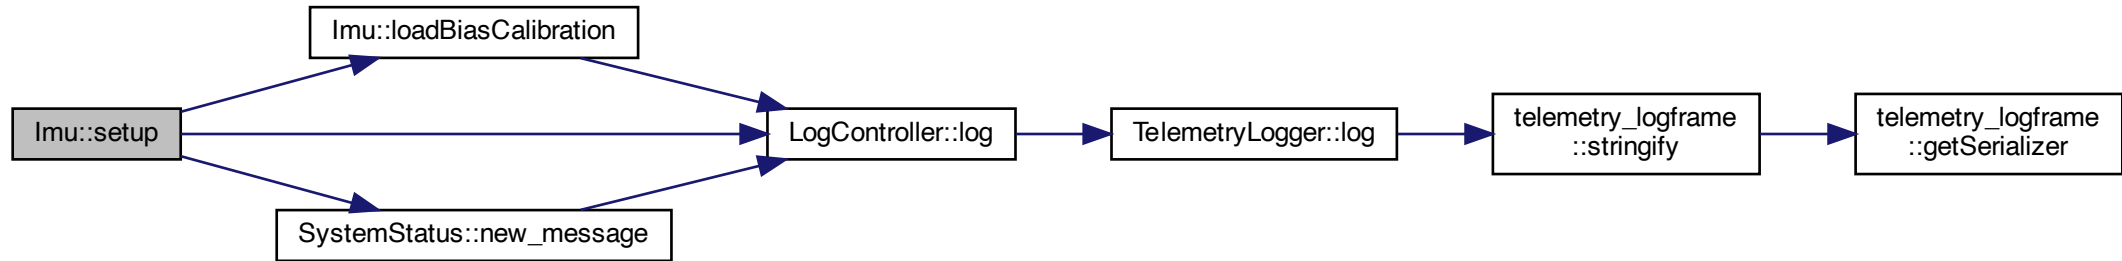 Imu::loadBiasCalibration
Imu::setup
LogController::log
TelemetryLogger::log
telemetry_logframe
::stringify
telemetry_logframe
::getSerializer
SystemStatus::new_message